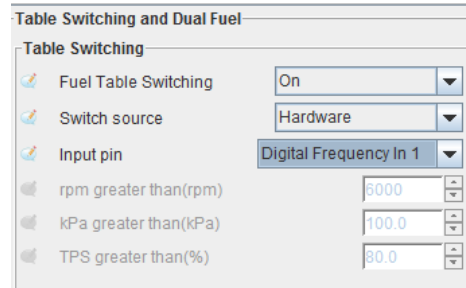 Table Switching and Dual Fuel
Table Switching
Fuel Table Switching On
Switch source Hardware
Input pin Digital Frequency In 1
rpm greater than(rpm) 6000
kPa greater than(kPa) 100.0
TPS greater than(%) 80.0